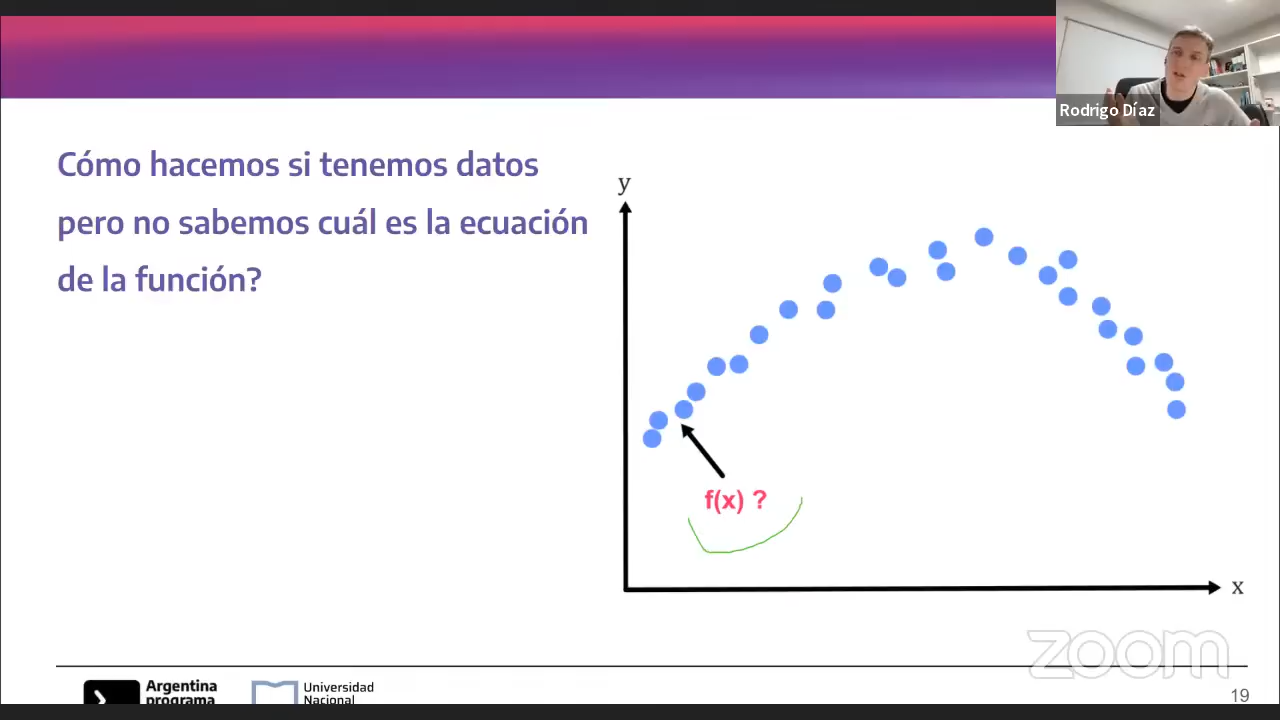 Rodrigo Díaz
Cómo hacemos si tenemos datos
pero no sabemos cuál es la ecuación
de la función?
y
f(x) ?
x
zoom
Argentina
programa
Universidad
Nacional
19